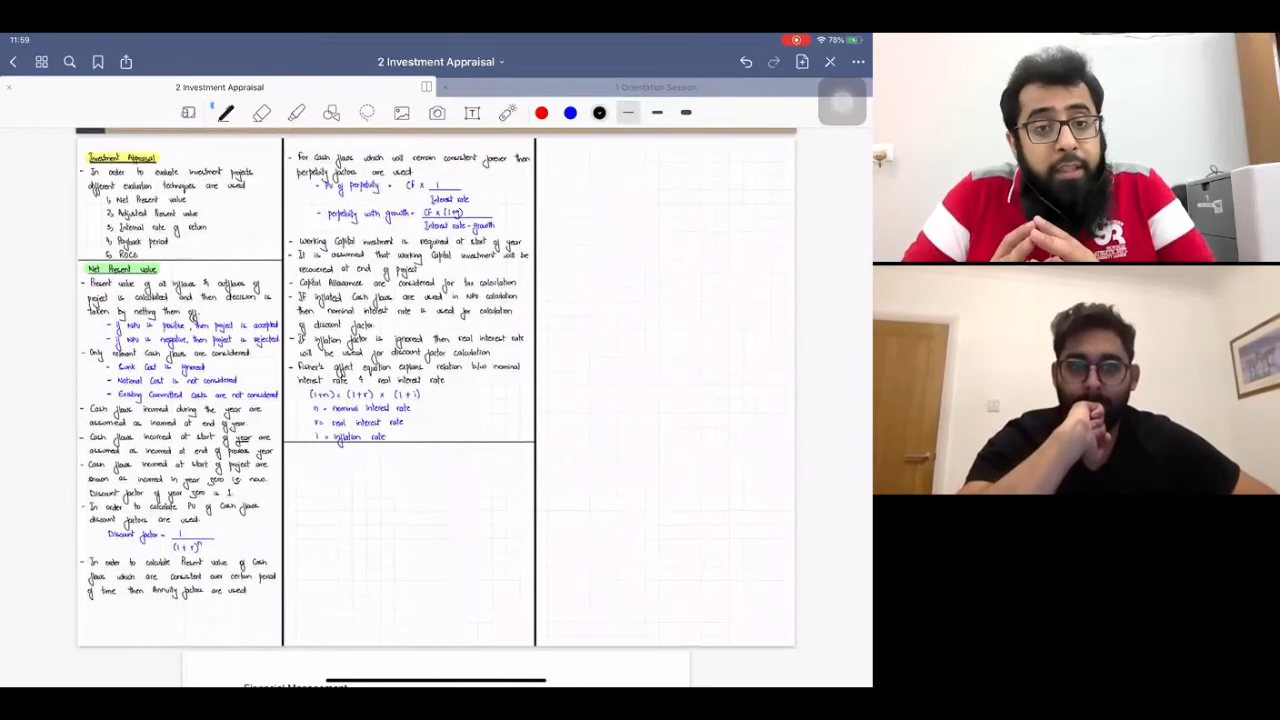 11:59
78%
2 Investment Appraisal
2 Investment Appraisal
1 Orientation Session
Investment Appraisal
- In order to evaluate investment projects
different evaluation techniques are used
1, Net Present value
2, Adjusted Present value
3, Internal rate of return
4, Payback period
5, ROCE
Net Present value
- Present value of all inflows & outflows of
project is calculated and then decision is
taken by netting them off.
- if NPV is positive, then project is accepted
- if NPV is negative, then project is rejected
- Only relevant Cash flows are considered
- Sunk Cost is ignored
- Notional Cost is not considered
- Existing Committed costs are not considered
- Cash flows incurred during the year are
assumed as incurred at end of year.
- Cash flows incurred at start of year are
assumed as incurred at end of year
- Cash flows incurred at start of project are
shown as incurred in year zero i.e. now.
Discount factor of year zero is 1.
- In order to calculate PV of Cash flows
discount factors are used.
Discount factor = 1
(1 + r)^n
- In order to calculate Present value of Cash
flows which are consistent over certain period
of time then Annuity factors are used
- For Cash flows which will remain consistent forever then
perpetuity factors are used.
- PV of perpetuity = CF x 1
Interest rate
- perpetuity with growth = CF x (1+g)
Interest rate - growth
- Working Capital investment is required at start of year
- It is assumed that working Capital investment will be
recovered at end of project
- Capital Allowances are considered for tax calculation
- If inflated Cash flows are used in NPV calculation
then nominal interest rate is used for calculation
of discount factor.
- If inflation factor is ignored then real interest rate
will be used for discount factor calculation
- Fisher's effect equation explains relation b/w nominal
interest rate & real interest rate
(1+n) = (1+r) x (1+i)
n = nominal interest rate
r = real interest rate
i = inflation rate
Financial Management